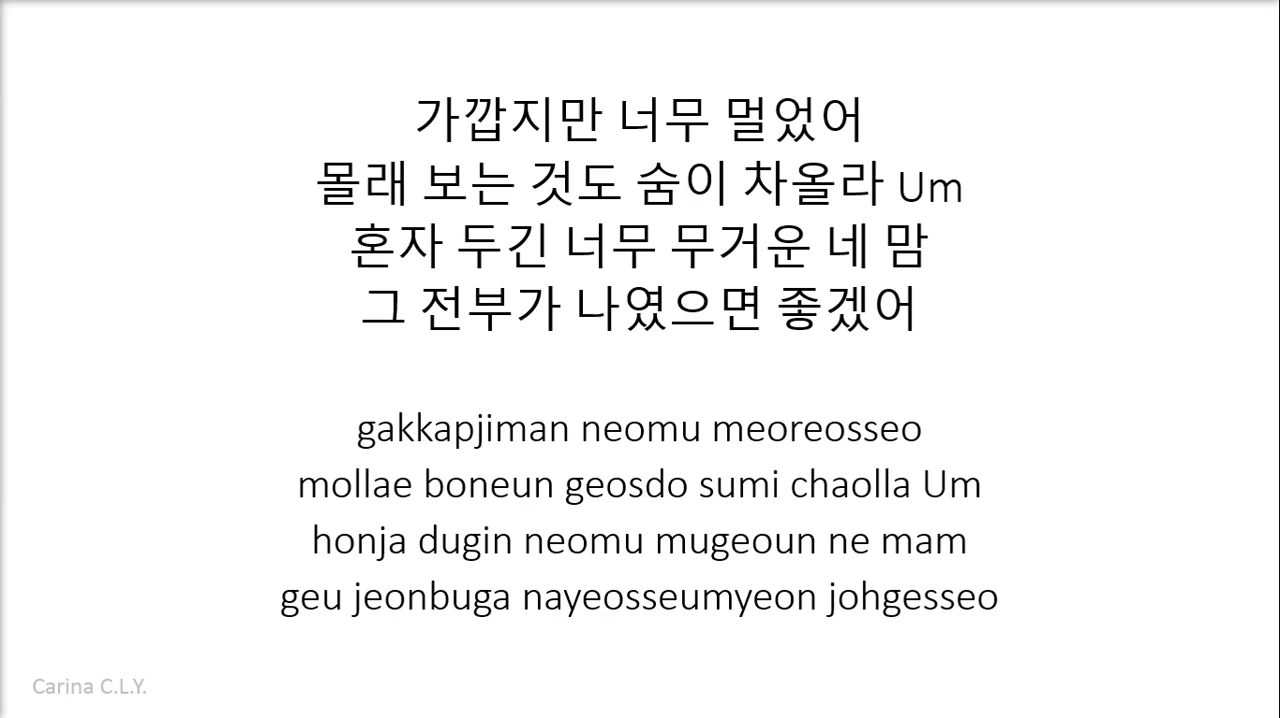 가깝지만 너무 멀었어
몰래 보는 것도 숨이 차올라 Um
혼자 두긴 너무 무거운 네 맘
그 전부가 나였으면 좋겠어
gakkapjiman neomu meoreosseo
mollae boneun geosdo sumi chaolla Um
honja dugin neomu mugeoun ne mam
geu jeonbuga nayeosseumyeon johgesseo
Carina C.L.Y.